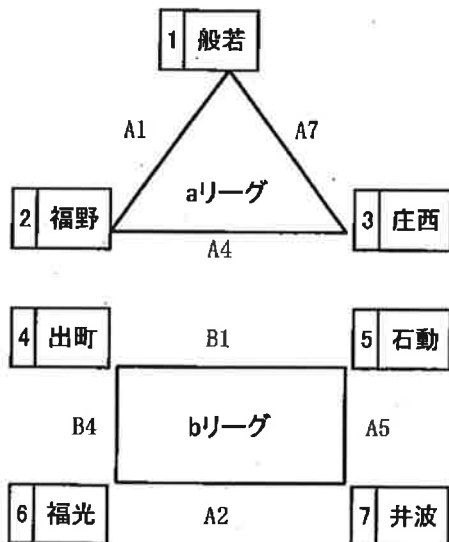 1 般若
A1 A7
aリーグ
2 福野 3 庄西
A4
4 出町 B1 5 石動
B4 bリーグ A5
6 福光 A2 7 井波